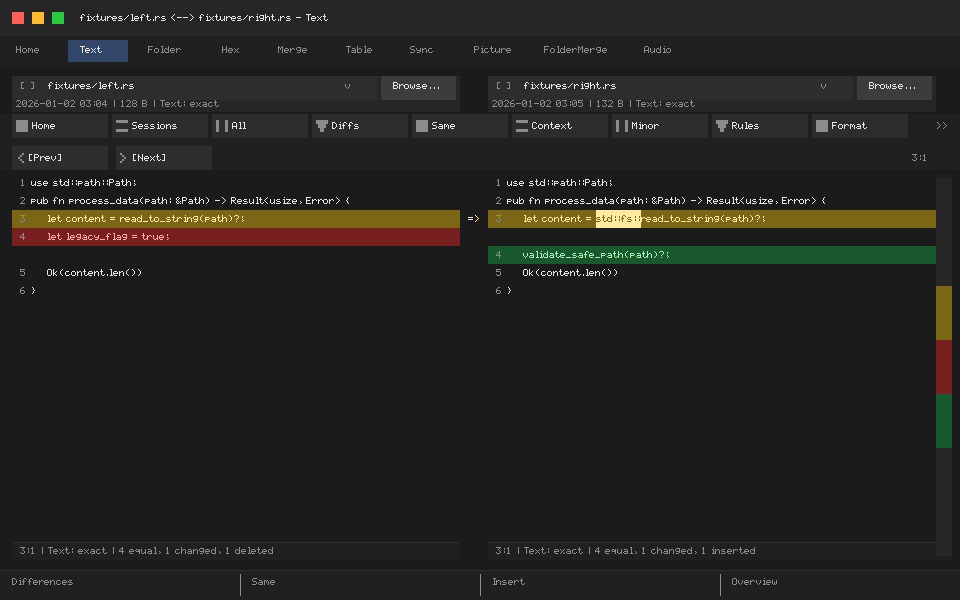 fixtures/left.rs <--> fixtures/right.rs - Text
Home Text Folder Hex Merge Table Sync Picture FolderMerge Audio
[ ] fixtures/left.rs v Browse... [ ] fixtures/right.rs v Browse...
2026-01-02 03:04 | 128 B | Text: exact 2026-01-02 03:05 | 132 B | Text: exact
Home Sessions All Diffs Same Context Minor Rules Format >>
[Prev] [Next] 3:1
1 use std::path::Path; 1 use std::path::Path;
2 pub fn process_data(path: &Path) -> Result(usize, Error) { 2 pub fn process_data(path: &Path) -> Result(usize, Error) {
3 let content = read_to_string(path)?; => 3 let content = std::fs::read_to_string(path)?;
4 let legacy_flag = true;
4 validate_safe_path(path)?;
5 Ok(content.len()) 5 Ok(content.len())
6 } 6 }
3:1 | Text: exact | 4 equal, 1 changed, 1 deleted 3:1 | Text: exact | 4 equal, 1 changed, 1 inserted
Differences Same Insert Overview